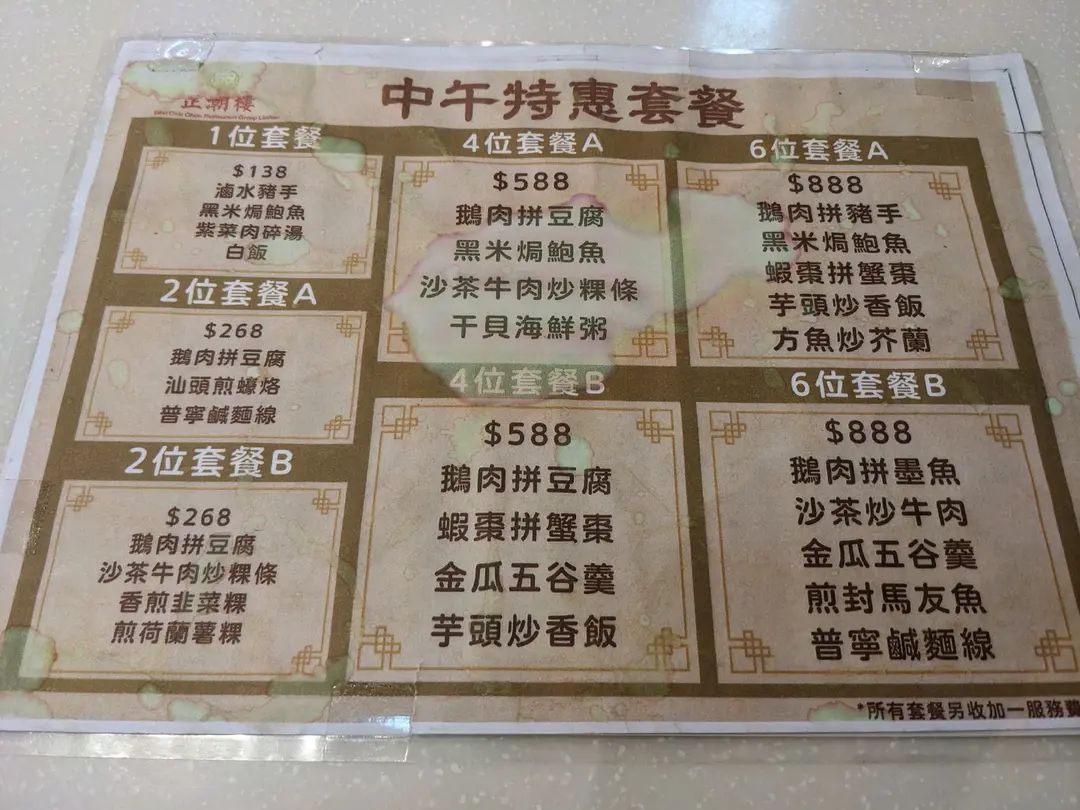 正潮樓
中午特惠套餐
1位套餐
$138
滷水豬手
黑米焗鮑魚
紫菜肉碎湯
白飯
2位套餐A
$268
鵝肉拼豆腐
汕頭煎蠔烙
普寧鹹麵線
2位套餐B
$268
鵝肉拼豆腐
沙茶牛肉炒粿條
香煎韭菜粿
煎荷蘭薯粿
4位套餐A
$588
鵝肉拼豆腐
黑米焗鮑魚
沙茶牛肉炒粿條
干貝海鮮粥
4位套餐B
$588
鵝肉拼豆腐
蝦棗拼蟹棗
金瓜五谷羹
芋頭炒香飯
6位套餐A
$888
鵝肉拼豬手
黑米焗鮑魚
蝦棗拼蟹棗
芋頭炒香飯
方魚炒芥蘭
6位套餐B
$888
鵝肉拼墨魚
沙茶炒牛肉
金瓜五谷羹
煎封馬友魚
普寧鹹麵線
*所有套餐另收加一服務費